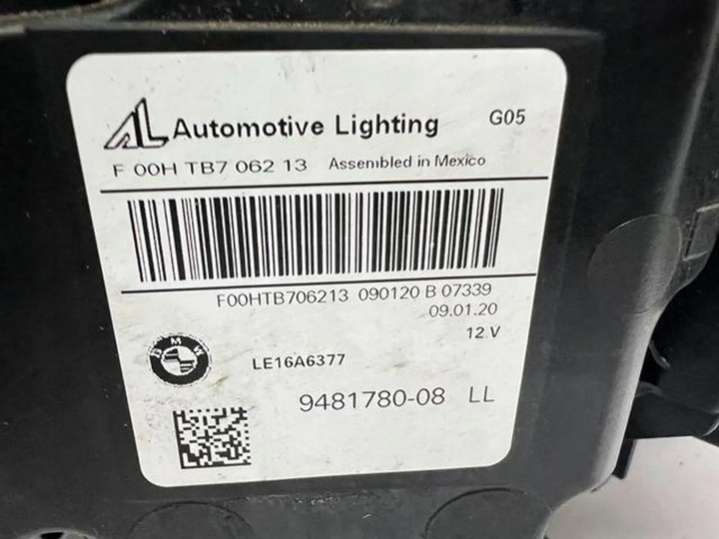 AL Automotive Lighting G05
F 00H TB7 062 13 Assembled in Mexico
F00HTB706213 090120 B 07339
09.01.20
12 V
BMW LE16A6377
9481780-08 LL